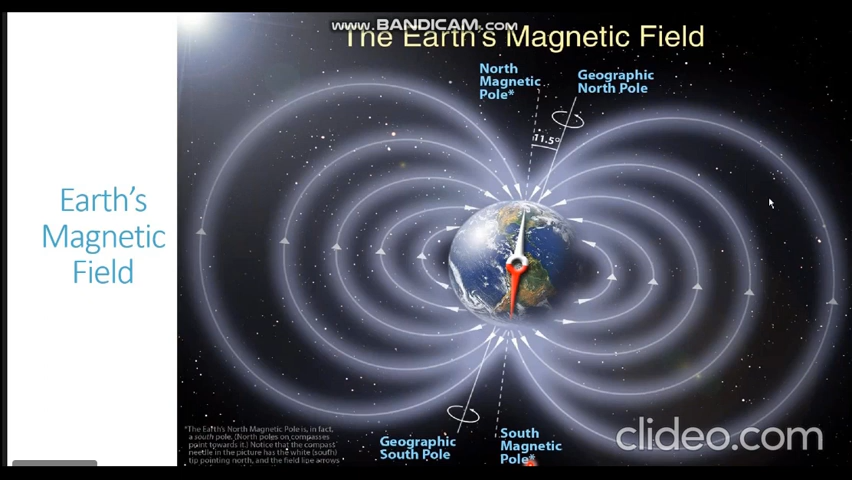 WWW.BANDICAM.COM
The Earth's Magnetic Field
North
Magnetic
Pole*
Geographic
North Pole
11.5°
Earth's
Magnetic
Field
*The Earth's North Magnetic Pole is, in fact,
a south pole. (North poles on compasses
point towards it.) Notice that the compass
needle in the picture has the white (south)
tip pointing north, and the field line arrows
Geographic
South Pole
South
Magnetic
Pole*
clideo.com